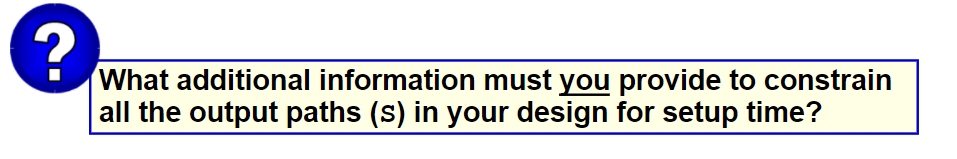 ?
What additional information must you provide to constrain
all the output paths (S) in your design for setup time?